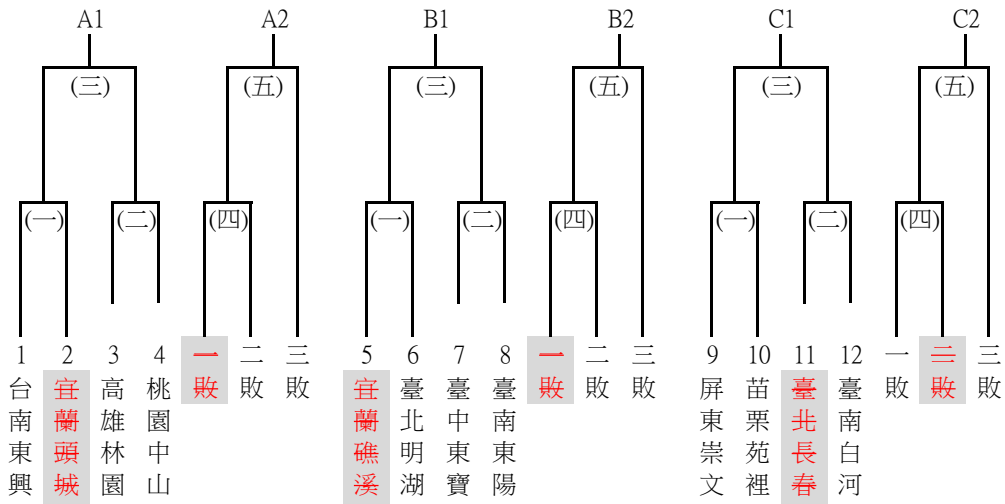 A1 A2 B1 B2 C1 C2
(三) (五) (三) (五) (三) (五)
(一) (二) (四) (一) (二) (四) (一) (二) (四)
1 台南東興
2 宜蘭頭城
3 高雄林園
4 桃園中山
一敗
二敗
三敗
5 宜蘭礁溪
6 臺北明湖
7 臺中東寶
8 臺南東陽
一敗
二敗
三敗
9 屏東崇文
10 苗栗苑裡
11 臺北長春
12 臺南白河
一敗
二敗
三敗